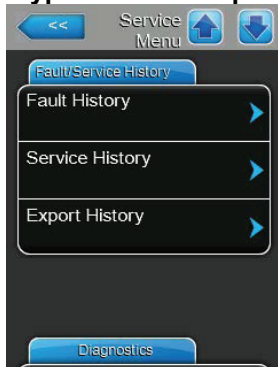 <<
Service
Menu
Fault/Service History
Fault History
Service History
Export History
Diagnostics